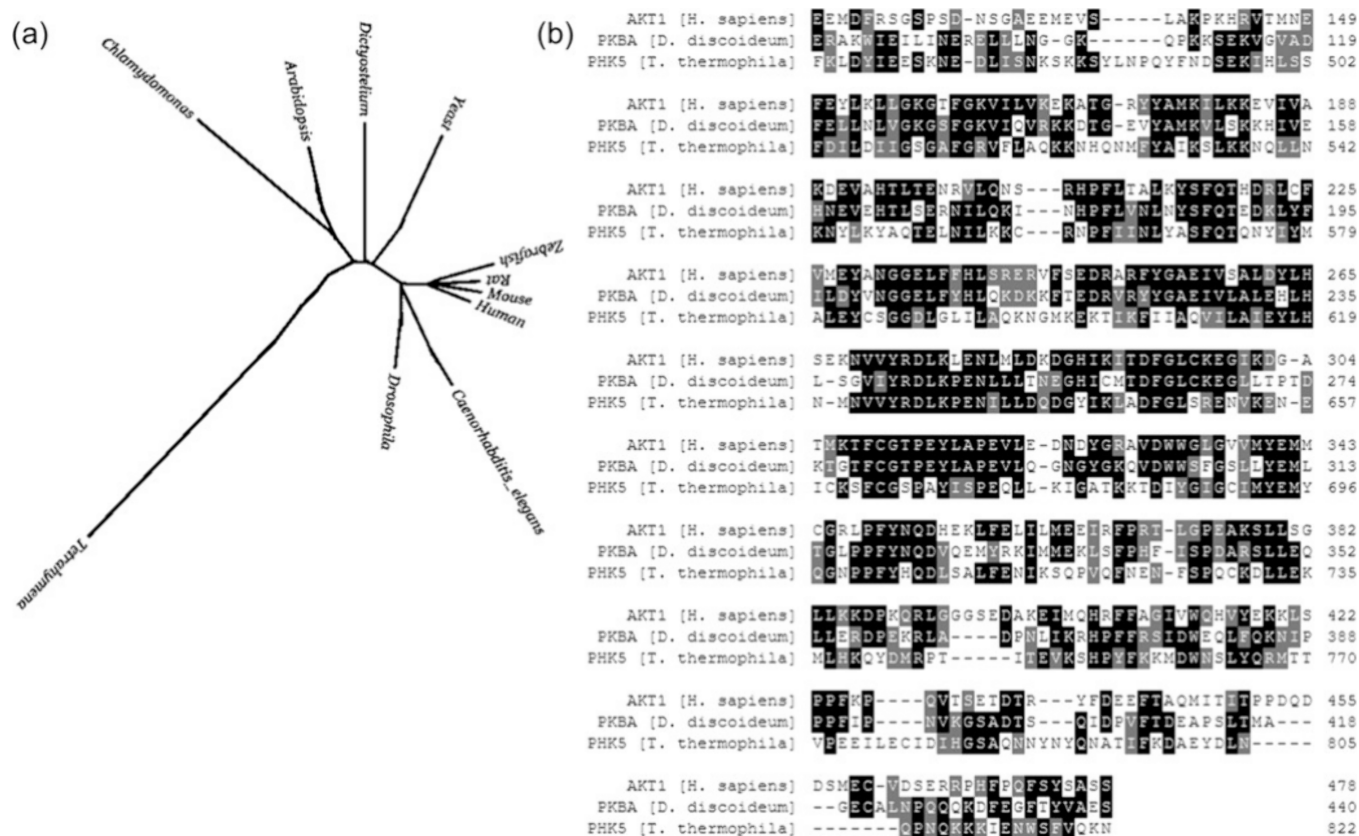 (a)
Chlamydomonas
Arabidopsis
Dictyostelium
Yeast
Zebrafish
Rat
Mouse
Human
Drosophila
Caenorhabditis_elegans
Tetrahymena
(b)
AKT1 [H. sapiens] EEMDFRSGSPSD-NSGAEEMEVS-----LAKPKHRVTMNE 149
PKBA [D. discoideum] ERAKWIEILINERELLLNG-GK------QPKKSEKVGVAD 119
PHK5 [T. thermophila] FKLDYIEESKNE-DLISNKSKKSYLNPQYFNDSEKIHLSS 502
AKT1 [H. sapiens] FEYLKLLGKGTFGKVILVKEKATG-RYYAMKILKKEVIVA 188
PKBA [D. discoideum] FELLNLVGKGSFGKVIQVRKKDTG-EVYAMKVLSKKHIVE 158
PHK5 [T. thermophila] FDILDIIGSGAFGRVFLAQKKNHQNMFYAIKSLKKNQLLN 542
AKT1 [H. sapiens] KDEVAHTLTENRVLQNS---RHPFLTALKYSFQTHDRLCF 225
PKBA [D. discoideum] HNEVEHTLSERNILQKI---NHPFLVNLNYSFQTEDKLYF 195
PHK5 [T. thermophila] KNYLKYAQTELNILKKC---RNPFIINLYASFQTQNYIYM 579
AKT1 [H. sapiens] VMEYANGGELFFHLSRERVFSEDRARFYGAEIVSALDYLH 265
PKBA [D. discoideum] ILDYVNGGELFYHLQKDKKFTEDRVRYYGAEIVLALEHLH 235
PHK5 [T. thermophila] ALEYCSGGDLGLILAQKNGMKEKTIKFIIAQVILAIEYLH 619
AKT1 [H. sapiens] SEKNVVYRDLKLENLMLDKDGHIKITDFGLCKEGIKDG-A 304
PKBA [D. discoideum] L-SGVIYRDLKPENLLLTNEGHICMTDFGLCKEGLLTPTD 274
PHK5 [T. thermophila] N-MNVVYRDLKPENILLDQDGYIKLADFGLSRENVKEN-E 657
AKT1 [H. sapiens] TMKTFCGTPEYLAPEVLE-DNDYGRAVDWWGLGVVMYEMM 343
PKBA [D. discoideum] KTGTFCGTPEYLAPEVLQ-GNGYGKQVDWWSFGSLLYEML 313
PHK5 [T. thermophila] ICKSFCGSPAYISPEQLL-KIGATKKTDIYGIGCIMYEMY 696
AKT1 [H. sapiens] CGRLPFYNQDHEKLFELILMEEIRFPRT-LGPEAKSLLSG 382
PKBA [D. discoideum] TGLPPFYNQDVQEMYRKIMMEKLSFPHF-ISPDARSLLEQ 352
PHK5 [T. thermophila] QGNPPFYHQDLSALFENIKSQPVQFNEN-FSPQCKDLLEK 735
AKT1 [H. sapiens] LLKKDPKQRLGGGSEDAKEIMQHRFFAGIVWQHVYEKKLS 422
PKBA [D. discoideum] LLERDPEKRLA----DPNLIKRHPFFRSIDWEQLFQKNIP 388
PHK5 [T. thermophila] MLHKQYDMRPT-----ITEVKSHPYFKKMDWNSLYQRMTT 770
AKT1 [H. sapiens] PPFKP----QVTSETDTR---YFDEEFTAQMITITPPDQD 455
PKBA [D. discoideum] PPFIP----NVKGSADTS---QIDPVFTDEAPSLTMA--- 418
PHK5 [T. thermophila] VPEEILECIDIHGSAQNNYNYQNATIFKDAEYDLN----- 805
AKT1 [H. sapiens] DSMEC-VDSERRPHFPQFSYSASS 478
PKBA [D. discoideum] --GECALNPQQQKDFEGFTYVAES 440
PHK5 [T. thermophila] -------QPNQKKKIENWSFVQKN 822